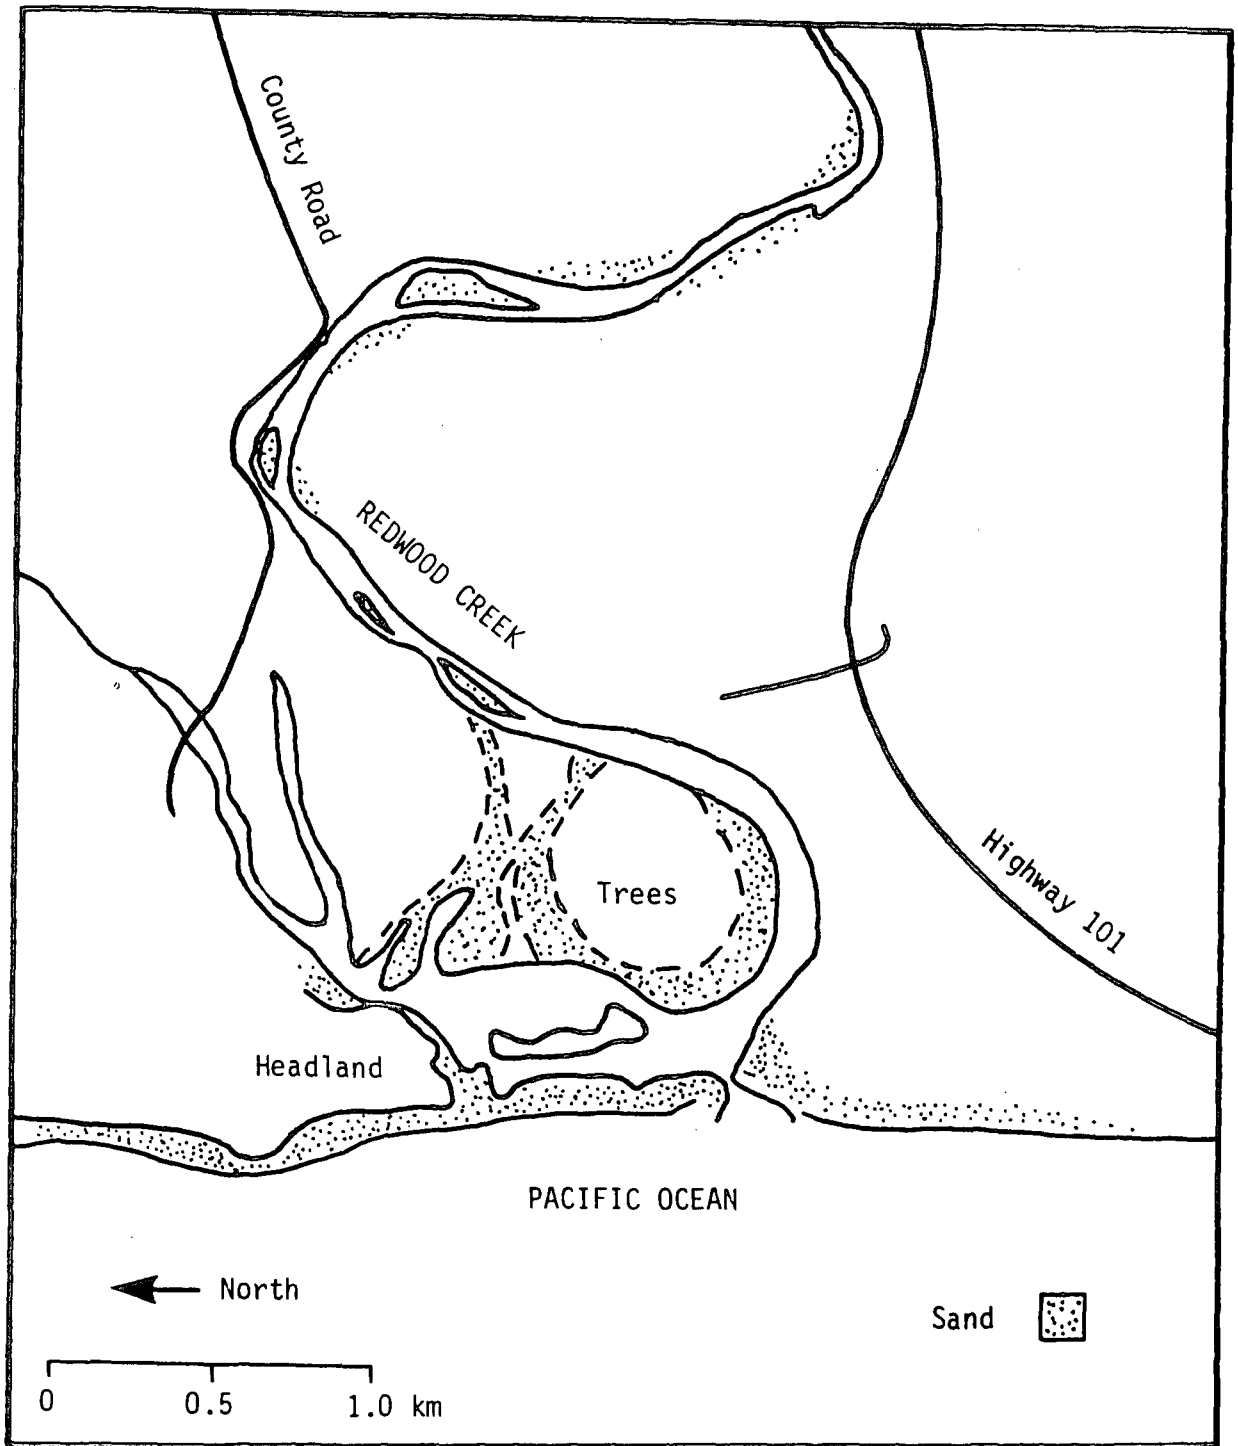 County Road
REDWOOD CREEK
Trees
Highway 101
Headland
PACIFIC OCEAN
North
Sand
0 0.5 1.0 km